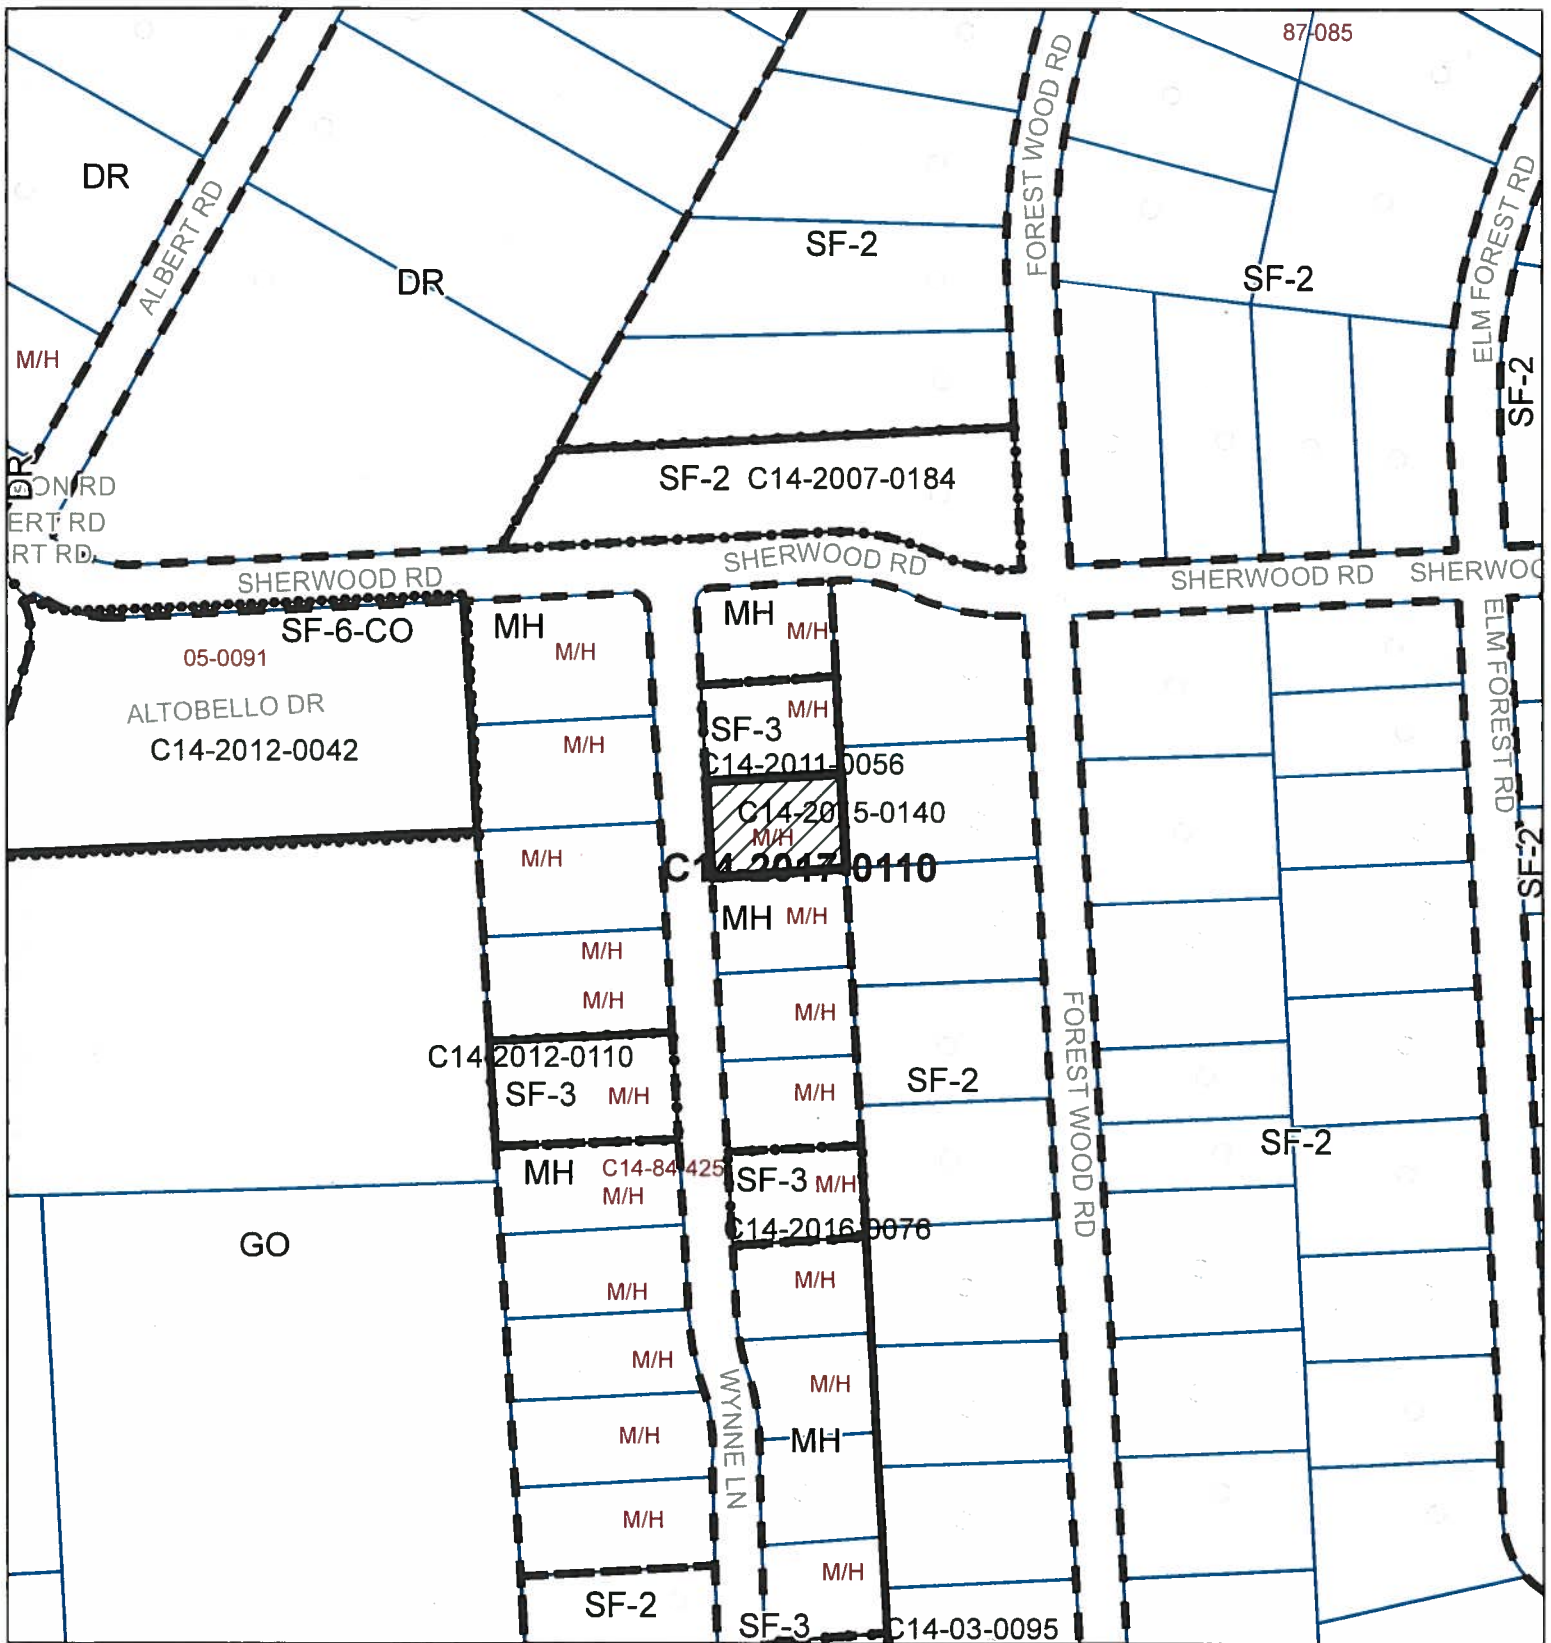 87-085
FOREST WOOD RD
DR
ALBERT RD
ELM FOREST RD
SF-2
DR
SF-2
M/H
SF-2
DR
SF-2 C14-2007-0184
ERT RD
RT RD
SHERWOOD RD
SHERWOOD RD
SHERWOOD RD
SHERWOO
SF-6-CO
MH
M/H
MH
M/H
ELM FOREST RD
05-0091
ALTOBELLO DR
C14-2012-0042
M/H
SF-3
M/H
C14-2011-0056
C14-2015-0140
M/H
M/H
C14-2017-0110
SF-2
MH
M/H
M/H
M/H
M/H
FOREST WOOD RD
C14-2012-0110
SF-3
M/H
M/H
SF-2
SF-2
MH
C14-84-425
M/H
SF-3
M/H
C14-2016-0076
GO
M/H
M/H
M/H
M/H
WYNNE LN
M/H
MH
M/H
M/H
SF-2
SF-3
C14-03-0095